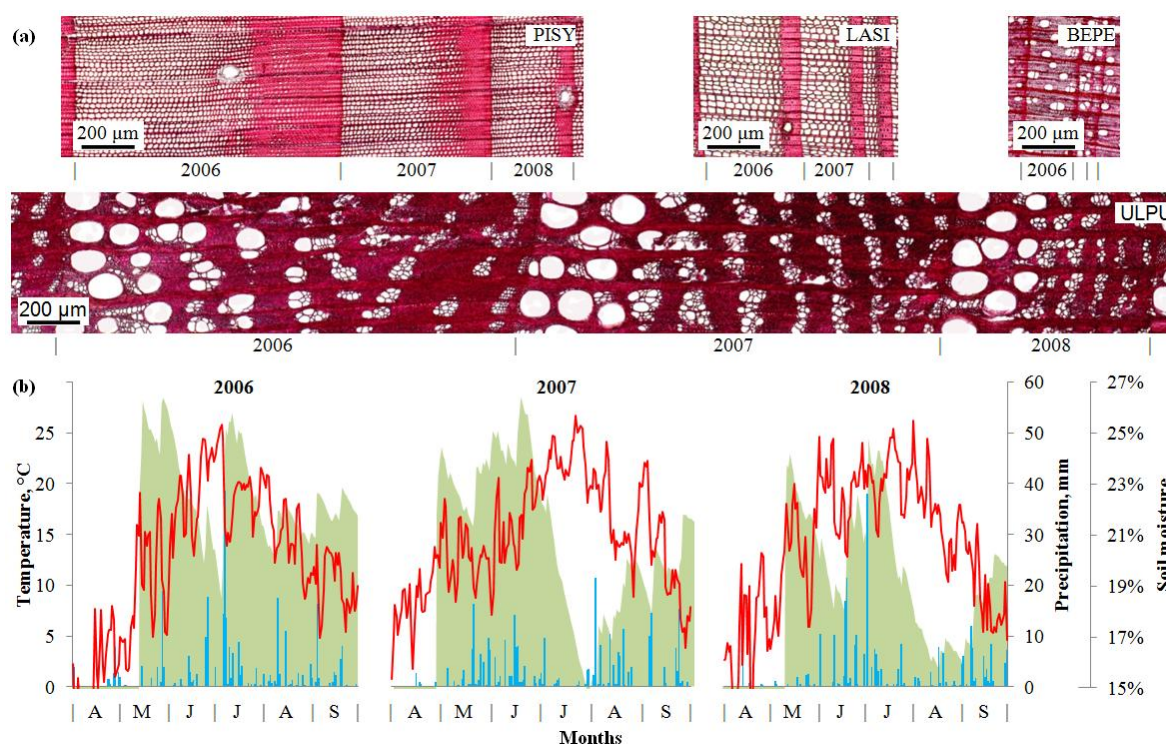 (a) PISY LASI BEPE
200 µm 200 µm 200 µm
| 2006 | 2007 | 2008 | | 2006 | 2007 | | | 2006 | | |
ULPU
200 µm
| 2006 | 2007 | 2008 |
(b) 2006 2007 2008
Temperature, °C
25
20
15
10
5
0
60
50
40
30
20
10
0
Precipitation, mm
27%
25%
23%
21%
19%
17%
15%
Soil moisture
| A | M | J | J | A | S | | A | M | J | J | A | S | | A | M | J | J | A | S |
Months